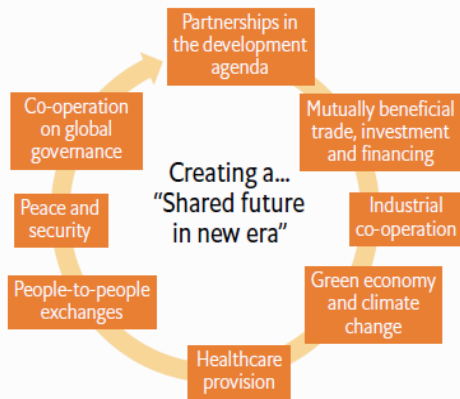 Partnerships in
the development
agenda
Mutually beneficial
trade, investment
and financing
Industrial
co-operation
Green economy
and climate
change
Healthcare
provision
People-to-people
exchanges
Peace and
security
Co-operation
on global
governance
Creating a...
"Shared future
in new era"